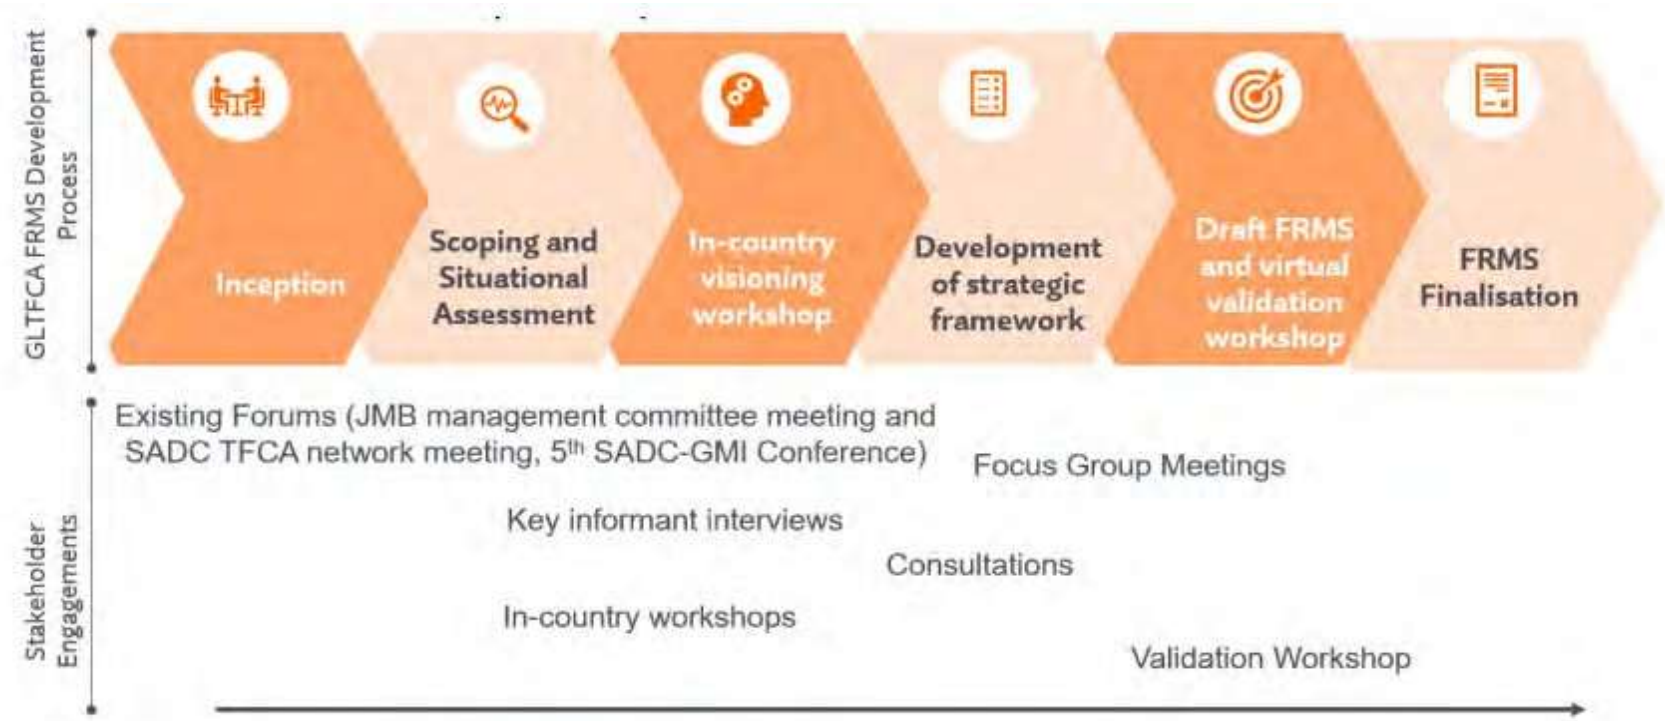 GLTFCA FRMS Development
Process
Inception
Scoping and
Situational
Assessment
In-country
visioning
workshop
Development
of strategic
framework
Draft FRMS
and virtual
validation
workshop
FRMS
Finalisation
Stakeholder
Engagements
Existing Forums (JMB management committee meeting and
SADC TFCA network meeting, 5th SADC-GMI Conference)
Focus Group Meetings
Key informant interviews
Consultations
In-country workshops
Validation Workshop